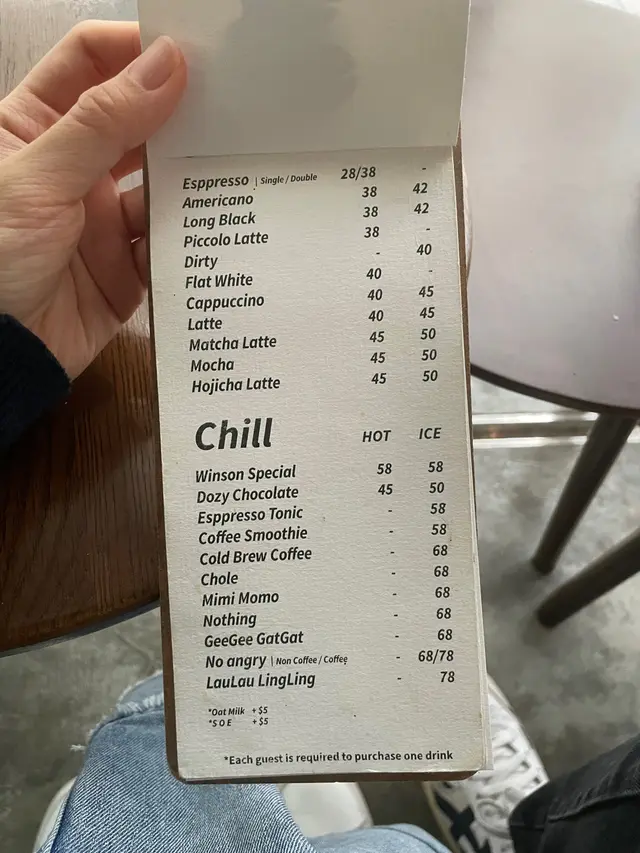 Esppresso | Single / Double 28/38 -
Americano 38 42
Long Black 38 42
Piccolo Latte 38 -
Dirty - 40
Flat White 40 -
Cappuccino 40 45
Latte 40 45
Matcha Latte 45 50
Mocha 45 50
Hojicha Latte 45 50
Chill HOT ICE
Winson Special 58 58
Dozy Chocolate 45 50
Esppresso Tonic - 58
Coffee Smoothie - 58
Cold Brew Coffee - 68
Chole - 68
Mimi Momo - 68
Nothing - 68
GeeGee GatGat - 68
No angry | Non Coffee / Coffee - 68/78
LauLau LingLing - 78
*Oat Milk + $5
*S O E + $5
*Each guest is required to purchase one drink